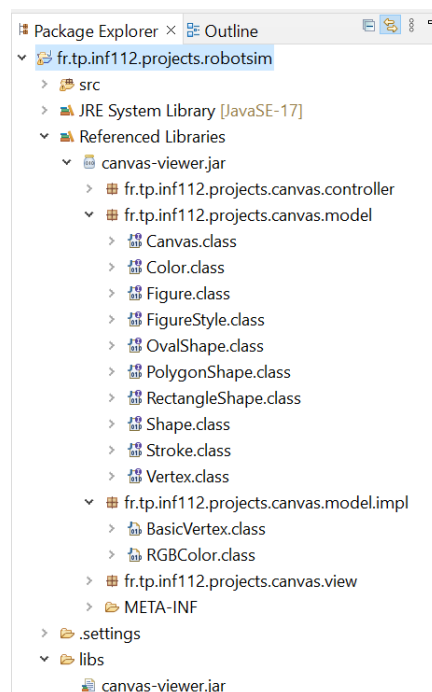 Package Explorer Outline
fr.tp.inf112.projects.robotsim
src
JRE System Library [JavaSE-17]
Referenced Libraries
canvas-viewer.jar
fr.tp.inf112.projects.canvas.controller
fr.tp.inf112.projects.canvas.model
Canvas.class
Color.class
Figure.class
FigureStyle.class
OvalShape.class
PolygonShape.class
RectangleShape.class
Shape.class
Stroke.class
Vertex.class
fr.tp.inf112.projects.canvas.model.impl
BasicVertex.class
RGBColor.class
fr.tp.inf112.projects.canvas.view
META-INF
.settings
libs
canvas-viewer.jar